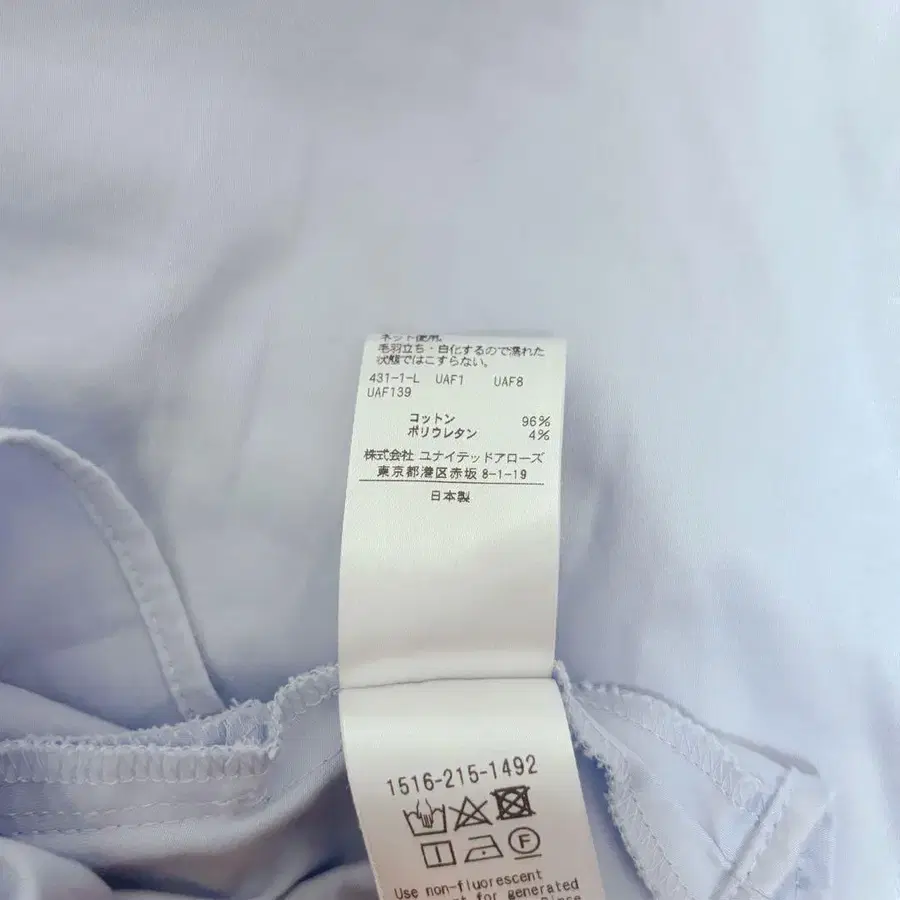 ネット使用。
毛羽立ち・白化するので濡れた
状態ではこすらない。
431-1-L UAF1 UAF8
UAF139
コットン 96%
ポリウレタン 4%
株式会社 ユナイテッドアローズ
東京都港区赤坂 8-1-19
日本製
1516-215-1492
F
Use non-fluorescent
for generated